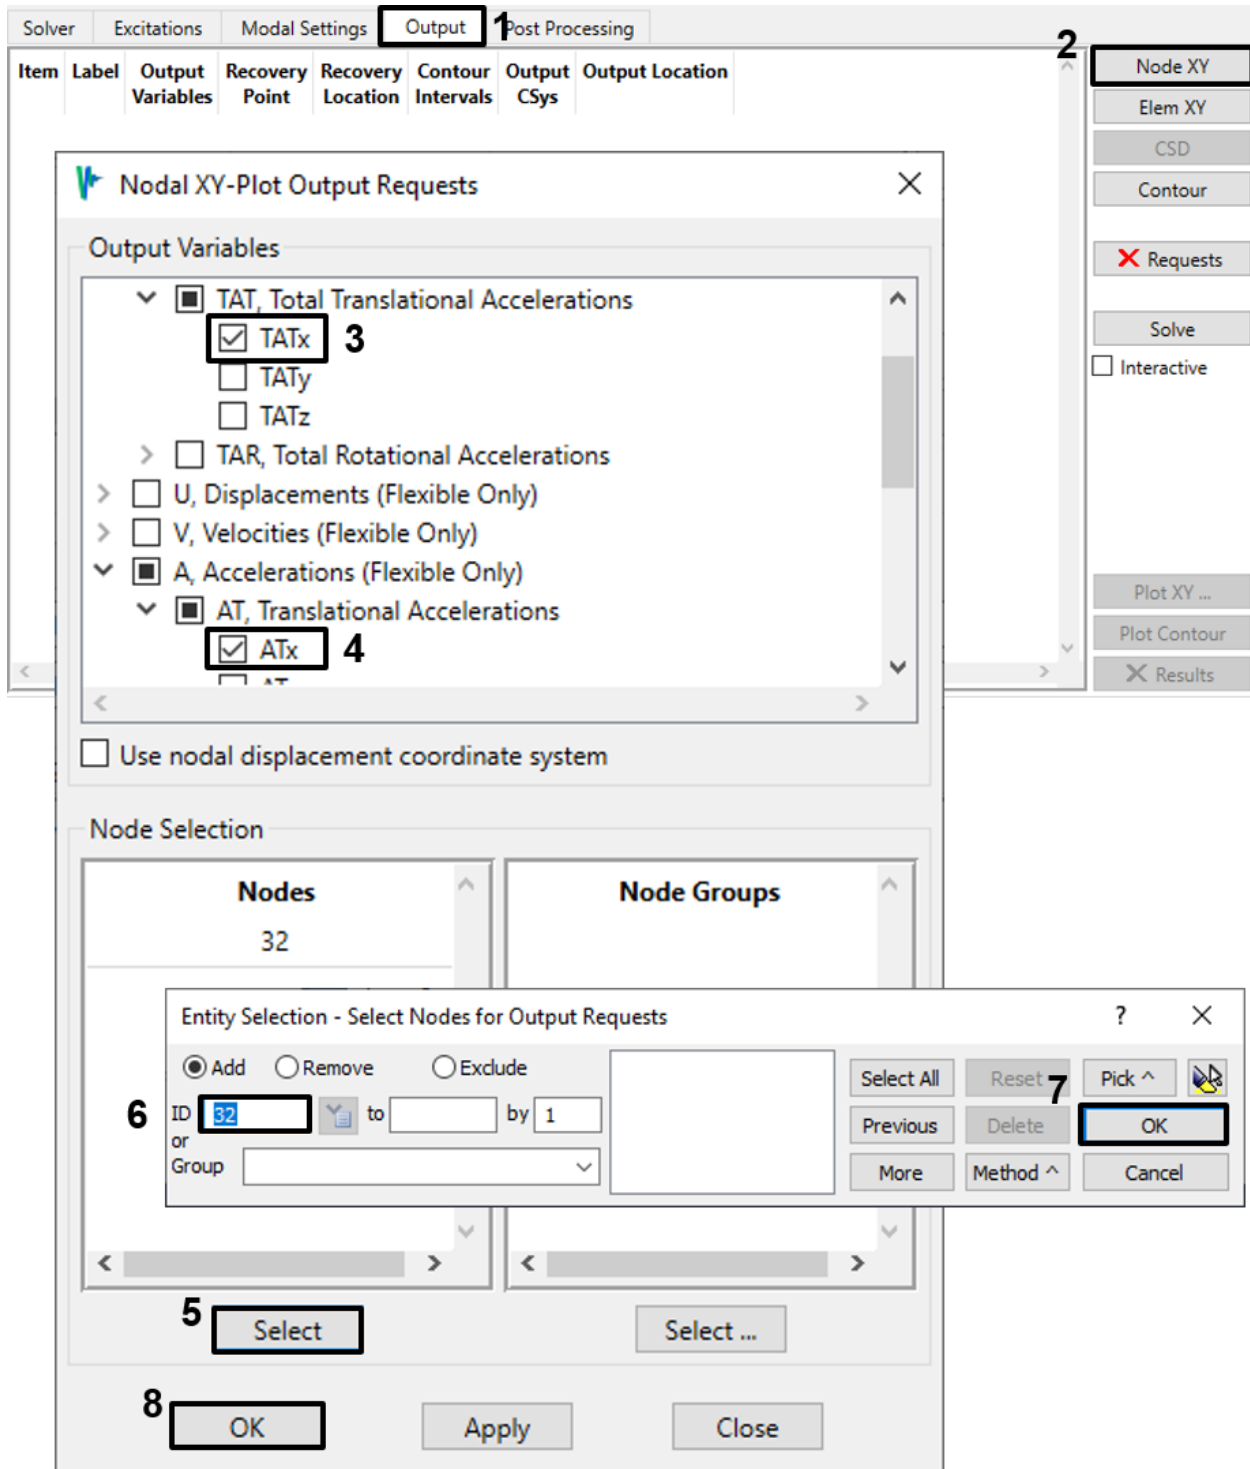 Solver Excitations Modal Settings Output 1 Post Processing
2
Item Label Output Variables Recovery Point Recovery Location Contour Intervals Output CSys Output Location
Node XY
Elem XY
CSD
Contour
Requests
Solve
Interactive
Plot XY ...
Plot Contour
Results
Nodal XY-Plot Output Requests
Output Variables
TAT, Total Translational Accelerations
TATx 3
TATy
TATz
TAR, Total Rotational Accelerations
U, Displacements (Flexible Only)
V, Velocities (Flexible Only)
A, Accelerations (Flexible Only)
AT, Translational Accelerations
ATx 4
Use nodal displacement coordinate system
Node Selection
Nodes
32
Node Groups
Entity Selection - Select Nodes for Output Requests ?
Add Remove Exclude
6 ID 32 to by 1
or
Group
Select All Reset Pick ^
7
Previous Delete OK
More Method ^ Cancel
5 Select Select ...
8 OK Apply Close